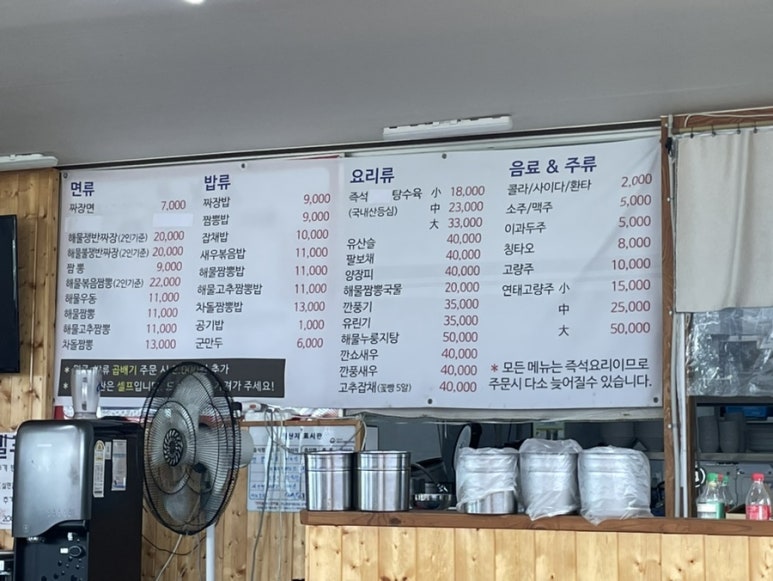 면류
짜장면 7,000
해물쟁반짜장(2인기준) 20,000
해물쫄쟁반짜장(2인기준) 20,000
짬뽕 9,000
해물볶음짬뽕(2인기준) 22,000
해물우동 11,000
해물짬뽕 11,000
해물고추짬뽕 11,000
차돌짬뽕 13,000
밥류
짜장밥 9,000
짬뽕밥 9,000
잡채밥 10,000
새우볶음밥 11,000
해물짬뽕밥 11,000
해물고추짬뽕밥 11,000
차돌짬뽕밥 13,000
공기밥 1,000
군만두 6,000
곱배기 주문 시
추가
셀프입니다
가져가 주세요!
요리류
즉석 탕수육 小 18,000
(국내산등심) 中 23,000
大 33,000
유산슬 40,000
팔보채 40,000
양장피 40,000
해물짬뽕국물 20,000
깐풍기 35,000
유린기 35,000
해물누룽지탕 50,000
깐쇼새우 40,000
깐풍새우 40,000
고추잡채(꽃빵 5알) 40,000
음료 & 주류
콜라/사이다/환타 2,000
소주/맥주 5,000
이과두주 5,000
칭타오 8,000
고량주 10,000
연태고량주 小 15,000
中 25,000
大 50,000
* 모든 메뉴는 즉석요리이므로
주문시 다소 늦어질수 있습니다.